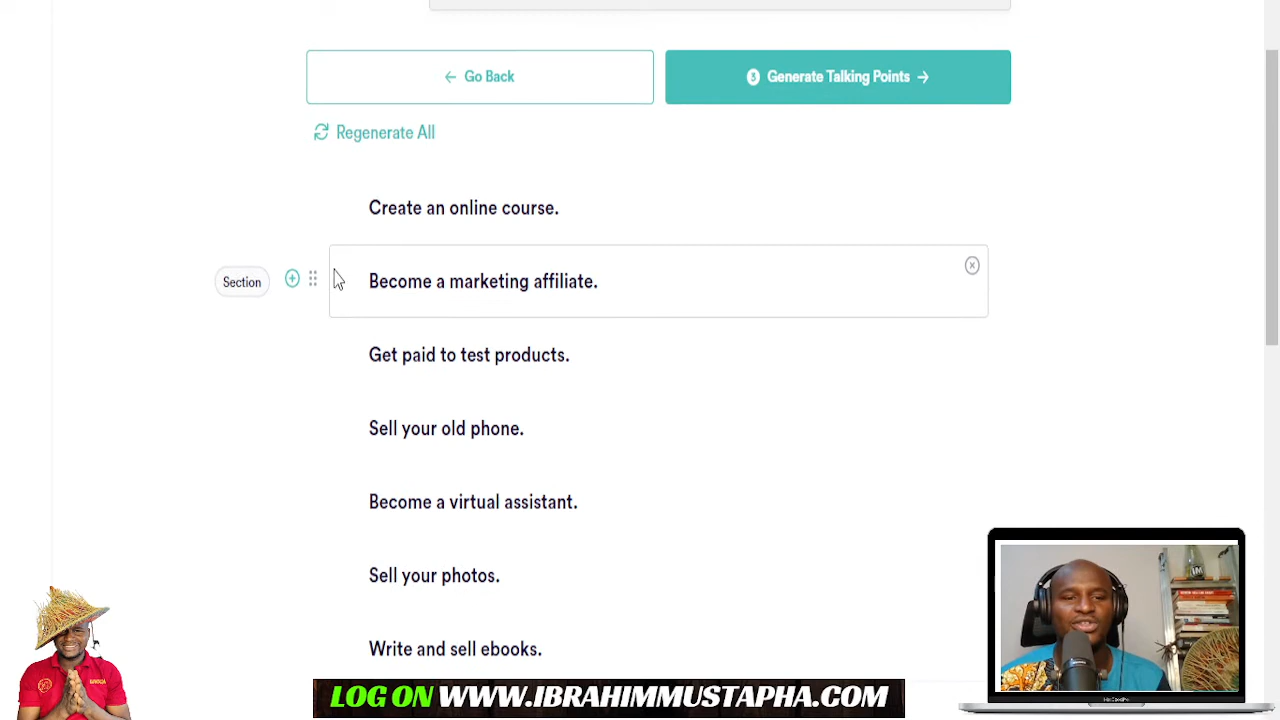 ← Go Back
3 Generate Talking Points →
Regenerate All
Create an online course.
Section
Become a marketing affiliate.
Get paid to test products.
Sell your old phone.
Become a virtual assistant.
Sell your photos.
Write and sell ebooks.
LOG ON WWW.IBRAHIMMUSTAPHA.COM